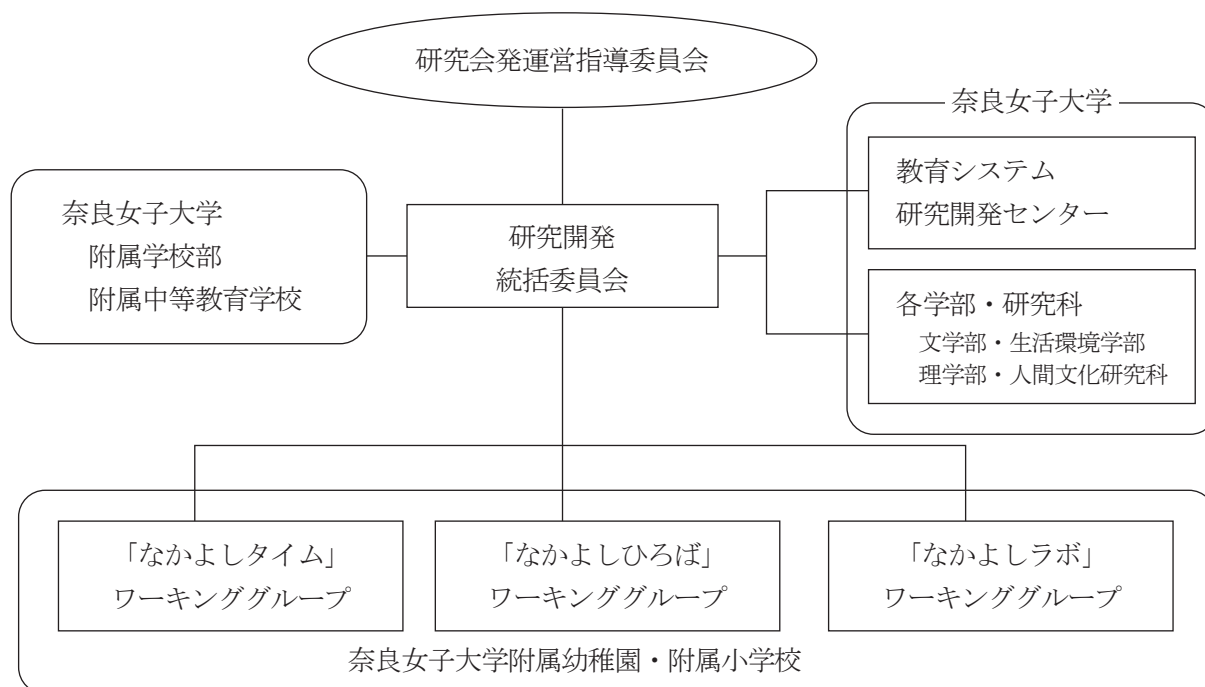 研究会発運営指導委員会
奈良女子大学
教育システム
研究開発センター
奈良女子大学
附属学校部
附属中等教育学校
研究開発
統括委員会
各学部・研究科
文学部・生活環境学部
理学部・人間文化研究科
「なかよしタイム」
ワーキンググループ
「なかよしひろば」
ワーキンググループ
「なかよしラボ」
ワーキンググループ
奈良女子大学附属幼稚園・附属小学校